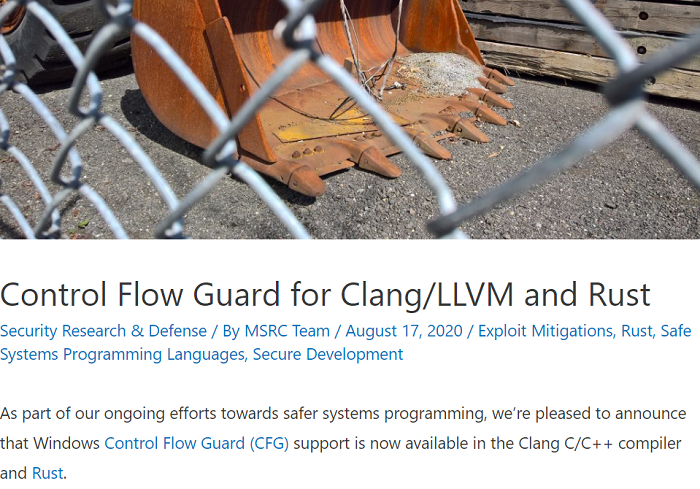 Control Flow Guard for Clang/LLVM and Rust
Security Research & Defense / By MSRC Team / August 17, 2020 / Exploit Mitigations, Rust, Safe
Systems Programming Languages, Secure Development
As part of our ongoing efforts towards safer systems programming, we’re pleased to announce
that Windows Control Flow Guard (CFG) support is now available in the Clang C/C++ compiler
and Rust.